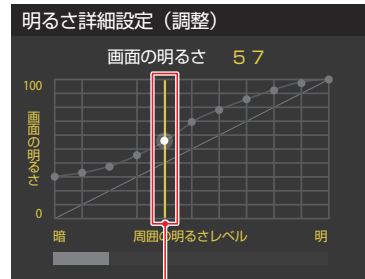 明るさ詳細設定（調整）
画面の明るさ　５７
100
画面の明るさ
0
暗　周囲の明るさレベル　明